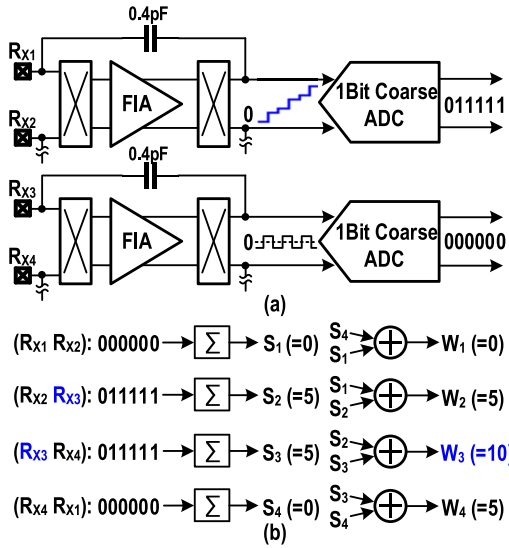 0.4pF
RX1
FIA
0
1Bit Coarse
ADC
011111
RX2
0.4pF
RX3
FIA
0
1Bit Coarse
ADC
000000
RX4
(a)
(RX1 RX2): 000000 Σ S1 (=0) S4 S1 + W1 (=0)
(RX2 RX3): 011111 Σ S2 (=5) S1 S2 + W2 (=5)
(RX3 RX4): 011111 Σ S3 (=5) S2 S3 + W3 (=10)
(RX4 RX1): 000000 Σ S4 (=0) S3 S4 + W4 (=5)
(b)